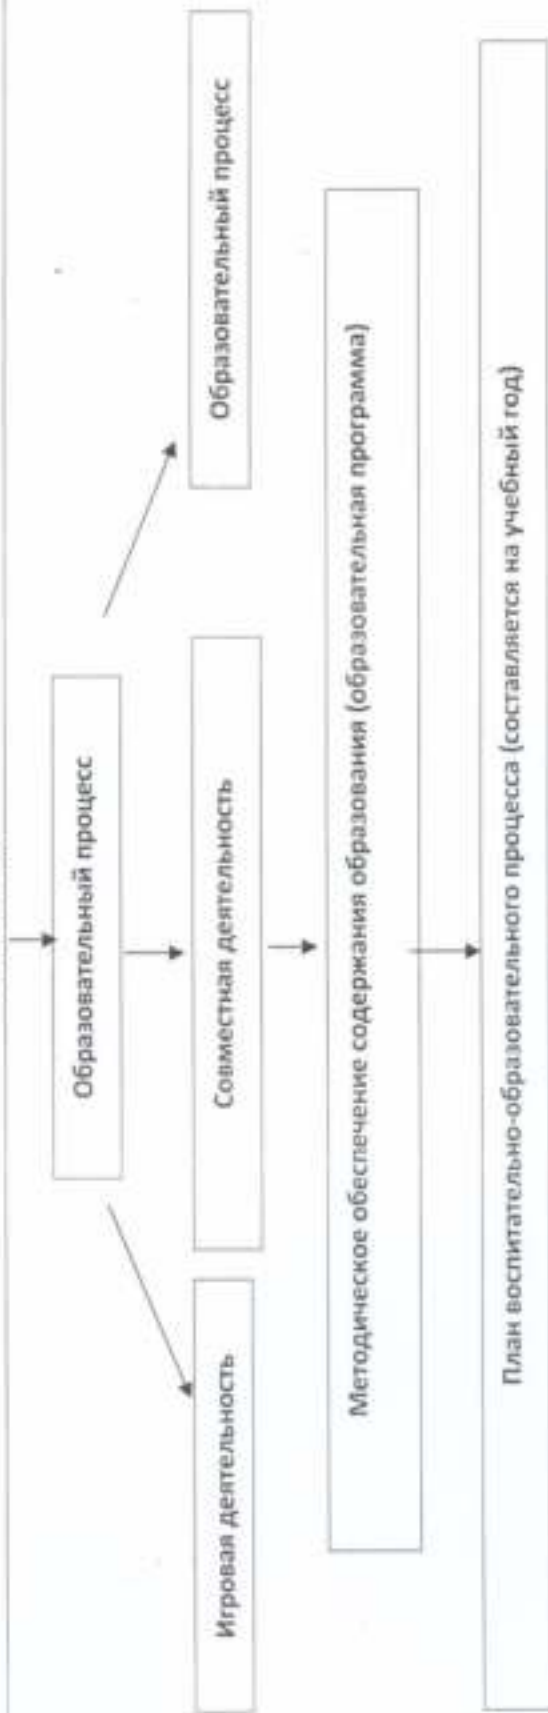 Образовательный процесс
Игровая деятельность
Совместная деятельность
Образовательный процесс
Методическое обеспечение содержания образования (образовательная программа)
План воспитательно-образовательного процесса (составляется на учебный год)